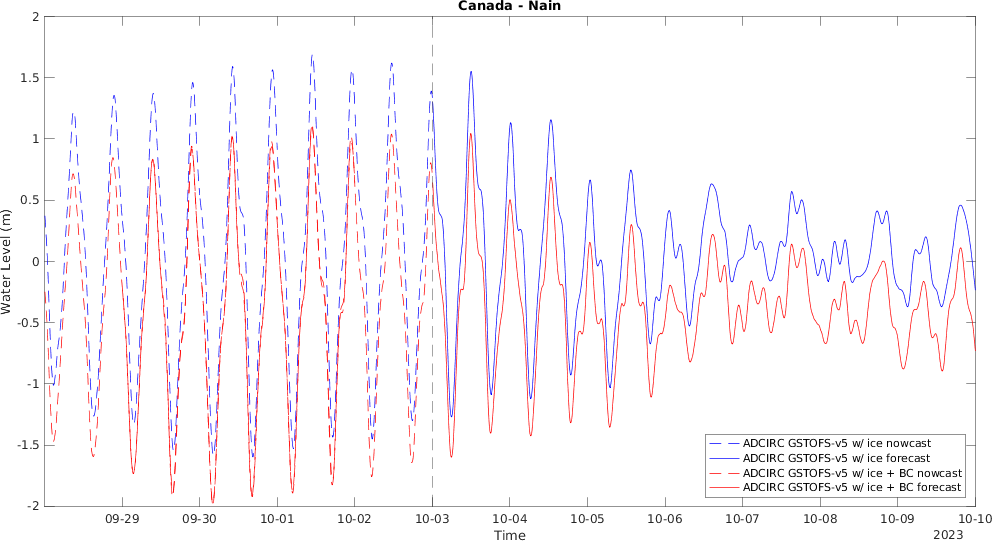 Canada - Nain
Water Level (m)
2
1.5
1
0.5
0
-0.5
-1
-1.5
-2
ADCIRC GSTOFS-v5 w/ ice nowcast
ADCIRC GSTOFS-v5 w/ ice forecast
ADCIRC GSTOFS-v5 w/ ice + BC nowcast
ADCIRC GSTOFS-v5 w/ ice + BC forecast
09-29 09-30 10-01 10-02 10-03 10-04 10-05 10-06 10-07 10-08 10-09 10-10
Time
2023